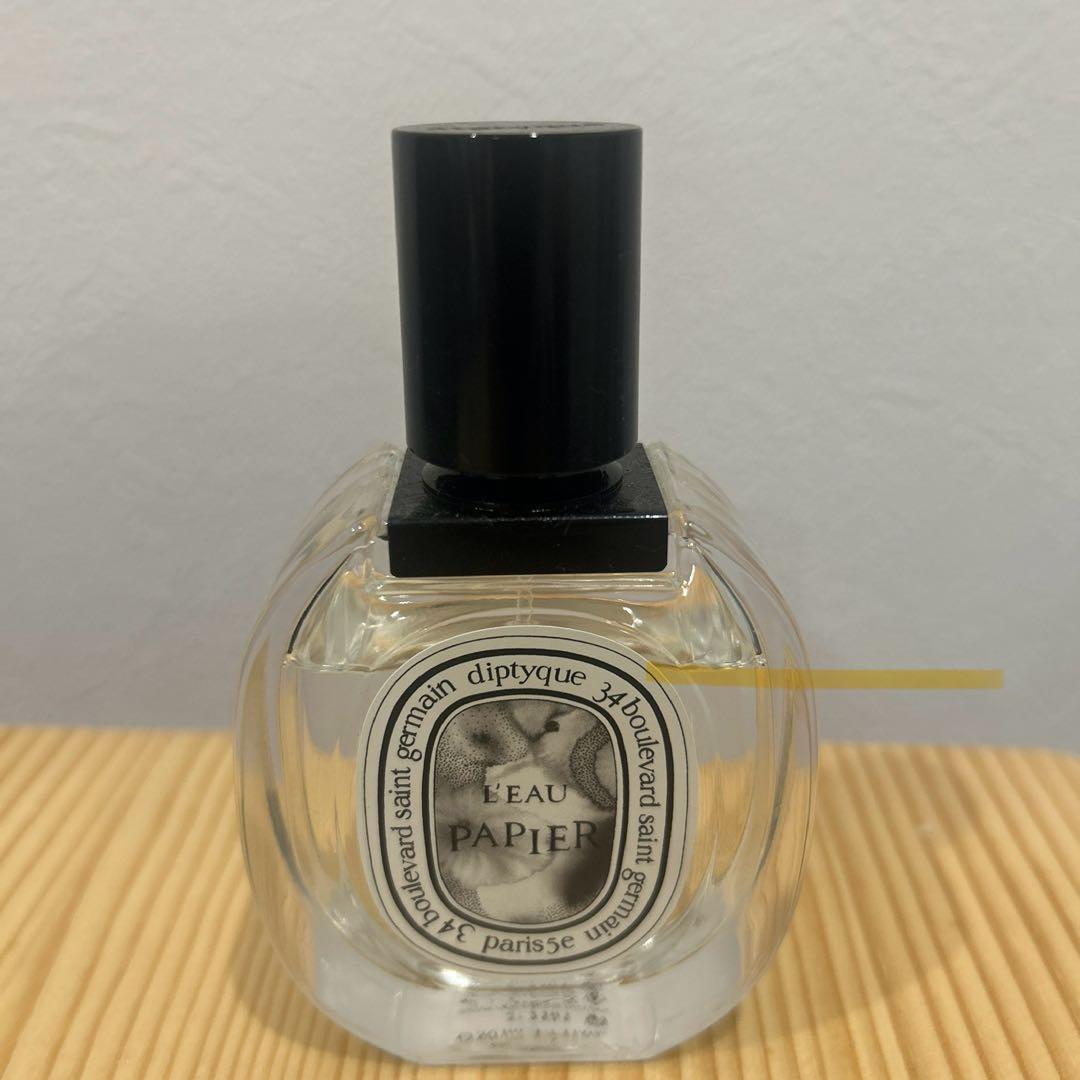 diptyque 34 boulevard saint germain paris5e 34 boulevard saint germain
L'EAU
PAPIER